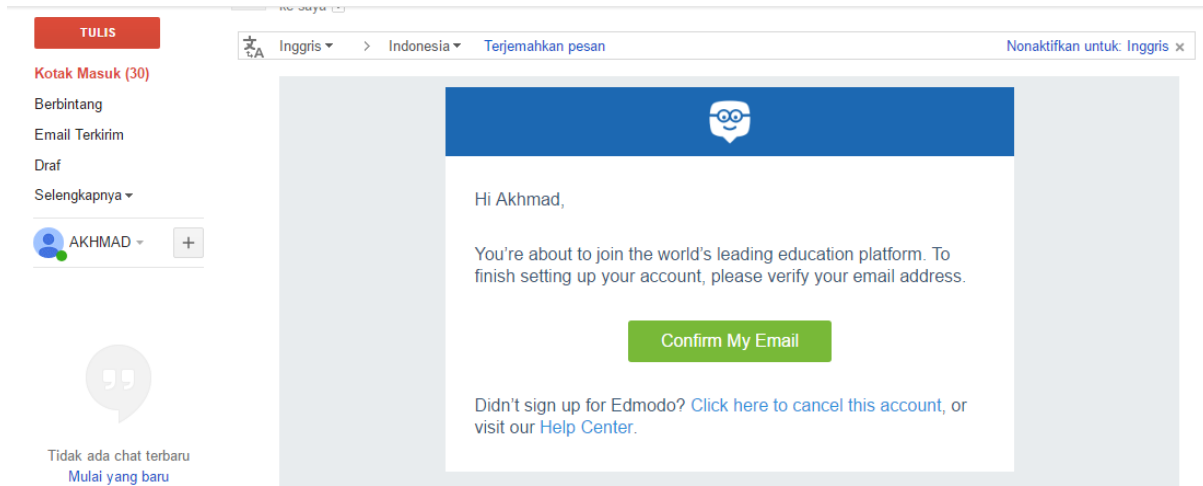 ke saya
TULIS
Inggris > Indonesia Terjemahkan pesan Nonaktifkan untuk: Inggris x
Kotak Masuk (30)
Berbintang
Email Terkirim
Draf
Selengkapnya
AKHMAD +
Hi Akhmad,
You're about to join the world's leading education platform. To
finish setting up your account, please verify your email address.
Confirm My Email
Didn't sign up for Edmodo? Click here to cancel this account, or
visit our Help Center.
Tidak ada chat terbaru
Mulai yang baru